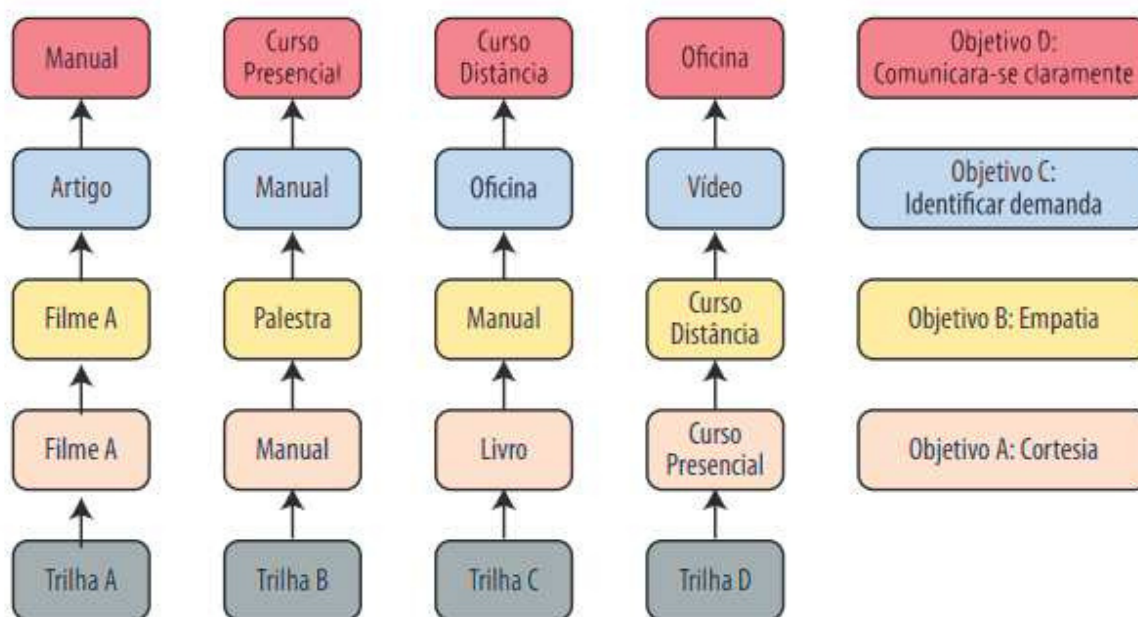 Manual
Curso
Presencial
Curso
Distância
Oficina
Objetivo D:
Comunicara-se claramente
Artigo
Manual
Oficina
Vídeo
Objetivo C:
Identificar demanda
Filme A
Palestra
Manual
Curso
Distância
Objetivo B: Empatia
Filme A
Manual
Livro
Curso
Presencial
Objetivo A: Cortesia
Trilha A
Trilha B
Trilha C
Trilha D